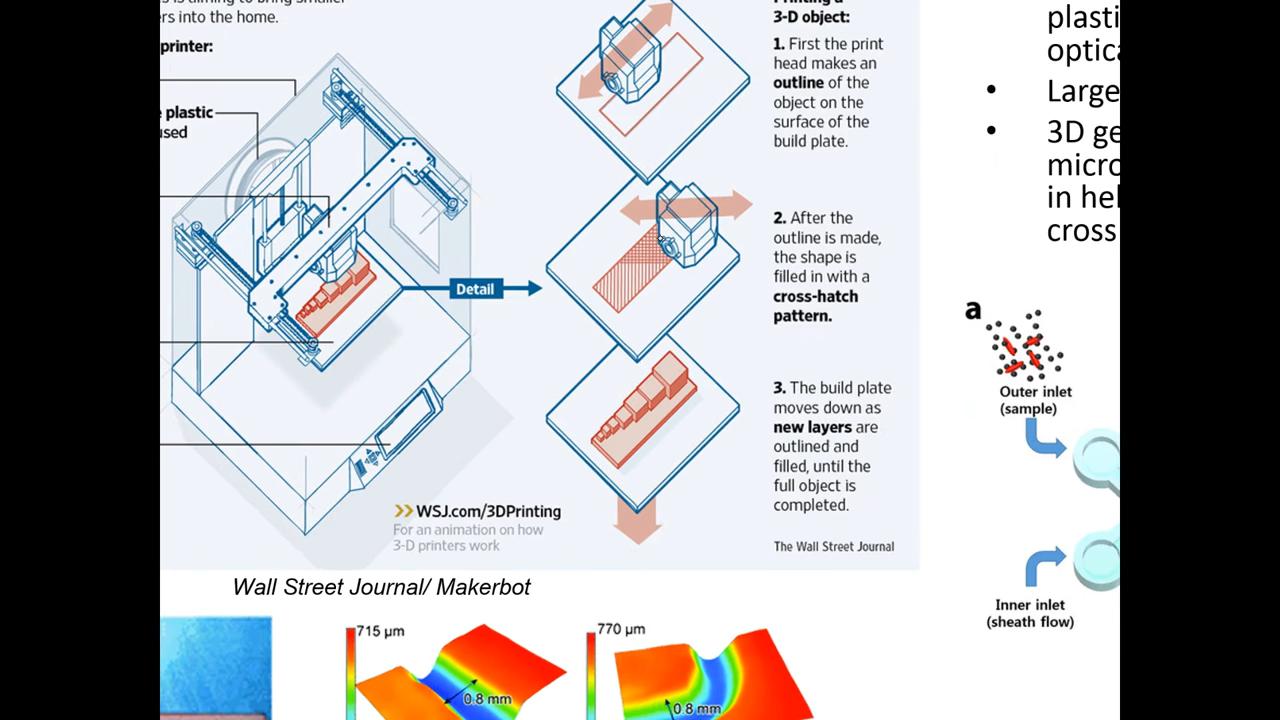 ers into the home.
printer:
plastic
used
Detail
3-D object:
1. First the print
head makes an
outline of the
object on the
surface of the
build plate.
2. After the
outline is made,
the shape is
filled in with a
cross-hatch
pattern.
3. The build plate
moves down as
new layers are
outlined and
filled, until the
full object is
completed.
>> WSJ.com/3DPrinting
For an animation on how
3-D printers work
The Wall Street Journal
Wall Street Journal/ Makerbot
715 µm
0.8 mm
770 µm
0.8 mm
plasti
optica
• Large
• 3D ge
micro
in hel
cross
a
Outer inlet
(sample)
Inner inlet
(sheath flow)